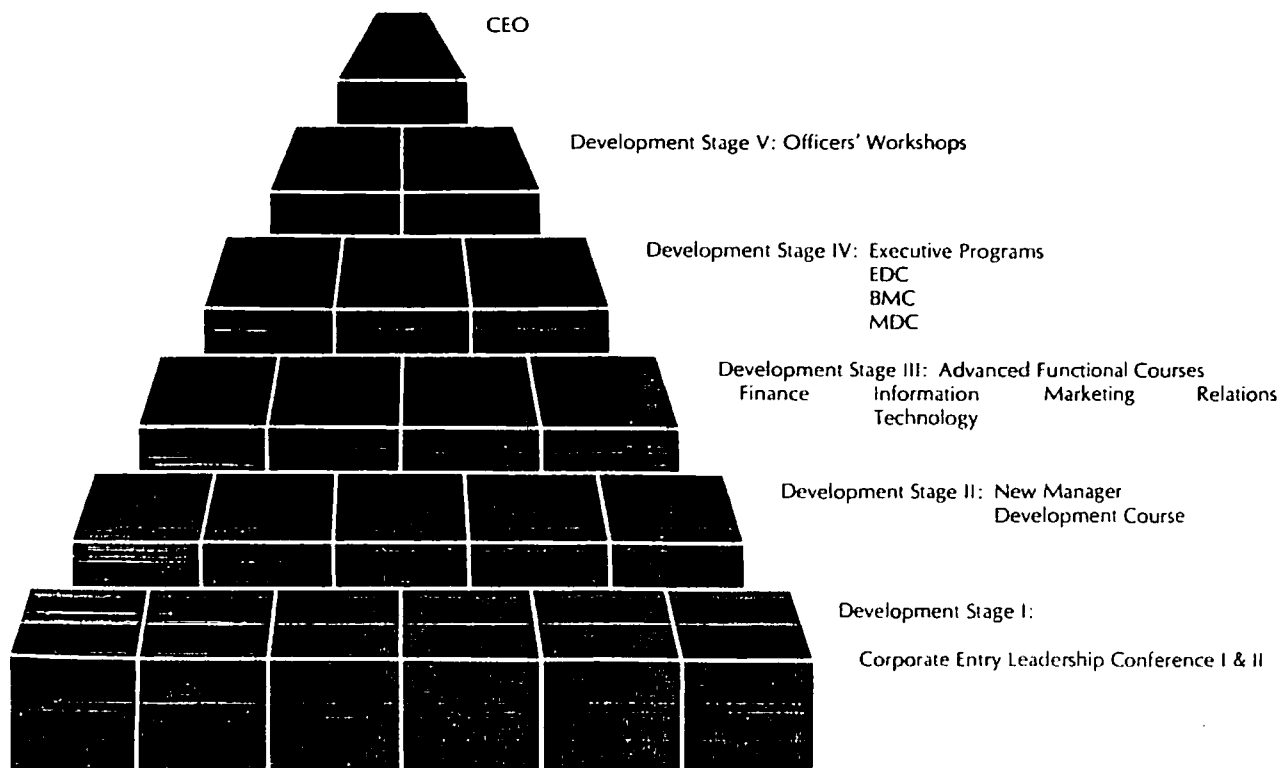 CEO
Development Stage V: Officers' Workshops
Development Stage IV: Executive Programs
EDC
BMC
MDC
Development Stage III: Advanced Functional Courses
Finance Information Marketing Relations
Technology
Development Stage II: New Manager
Development Course
Development Stage I:
Corporate Entry Leadership Conference I & II